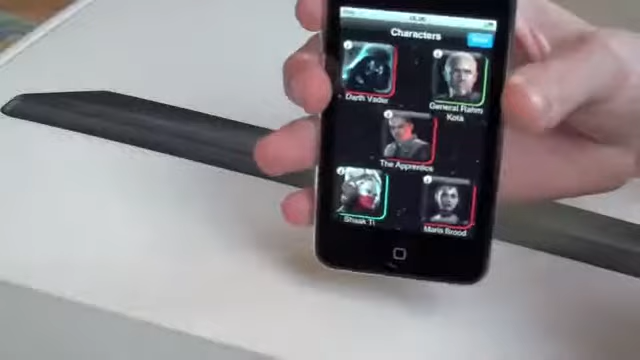 Characters
Darth Vader
General Rahm
Kota
The Apprentice
Shaak Ti
Maris Brood